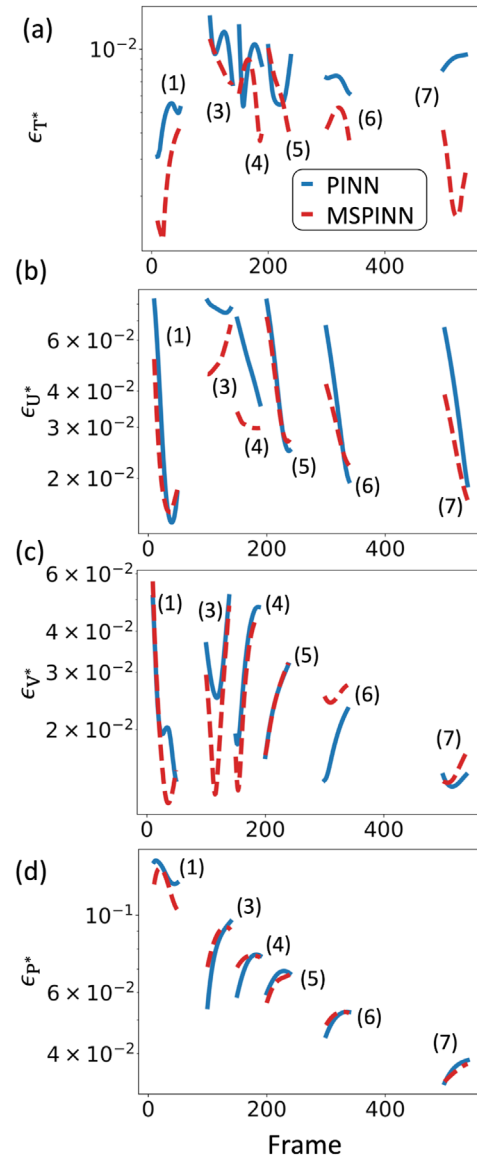 (a)
10⁻²
ϵ_T*
(1)
(3)
(4)
(5)
(6)
(7)
PINN
MSPINN
0
200
400
(b)
6 × 10⁻²
4 × 10⁻²
3 × 10⁻²
2 × 10⁻²
ϵ_U*
(1)
(3)
(4)
(5)
(6)
(7)
0
200
400
(c)
6 × 10⁻²
4 × 10⁻²
3 × 10⁻²
2 × 10⁻²
ϵ_V*
(1)
(3)
(4)
(5)
(6)
(7)
0
200
400
(d)
10⁻¹
6 × 10⁻²
4 × 10⁻²
ϵ_P*
(1)
(3)
(4)
(5)
(6)
(7)
0
200
400
Frame